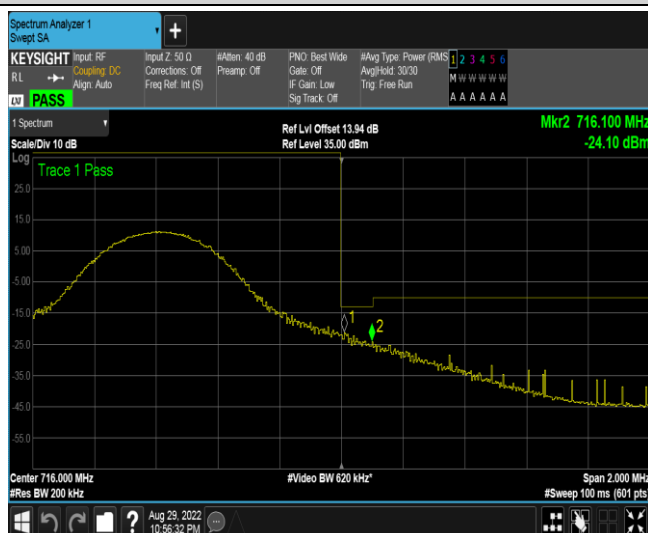 Spectrum Analyzer 1
Swept SA
+
KEYSIGHT Input: RF Input Z: 50 Ω #Atten: 40 dB PNO: Best Wide #Avg Type: Power (RMS 1 2 3 4 5 6
R L Coupling: DC Corrections: Off Preamp: Off Gate: Off Avg|Hold: 30/30 M W W W W W
Align: Auto Freq Ref: Int (S) IF Gain: Low Trig: Free Run
LXI PASS Sig Track: Off A A A A A A
1 Spectrum Ref Lvl Offset 13.94 dB Mkr2 716.100 MHz
Scale/Div 10 dB Ref Level 35.00 dBm -24.10 dBm
Log
Trace 1 Pass
25.0
15.0
5.00
-5.00
-15.0
1
2
-25.0
-35.0
-45.0
-55.0
Center 716.000 MHz #Video BW 620 kHz* Span 2.000 MHz
#Res BW 200 kHz #Sweep 100 ms (601 pts)
? Aug 29, 2022
10:56:32 PM